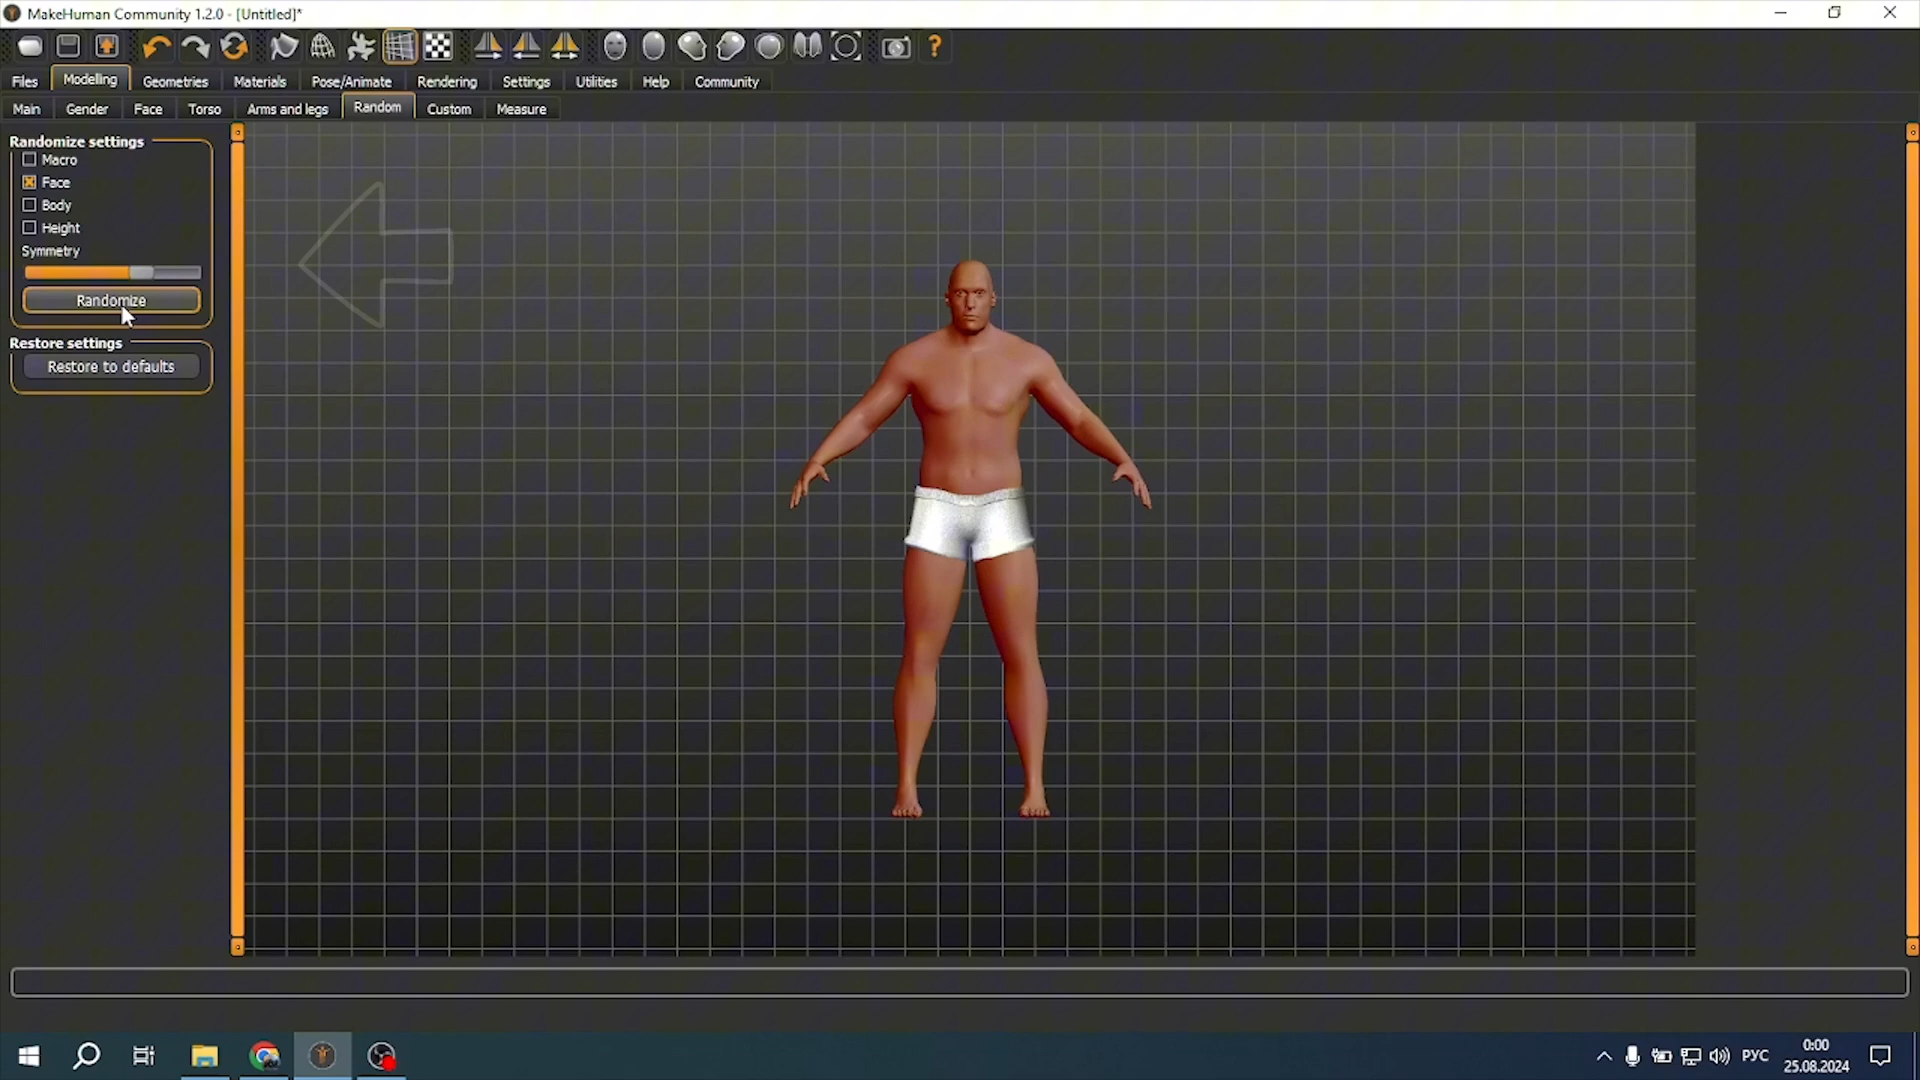 MakeHuman Community 1.2.0 - [Untitled]*
Files Modelling Geometries Materials Pose/Animate Rendering Settings Utilities Help Community
Main Gender Face Torso Arms and legs Random Custom Measure
Randomize settings
Macro
Face
Body
Height
Symmetry
Randomize
Restore settings
Restore to defaults
РУС
0:00
25.08.2024